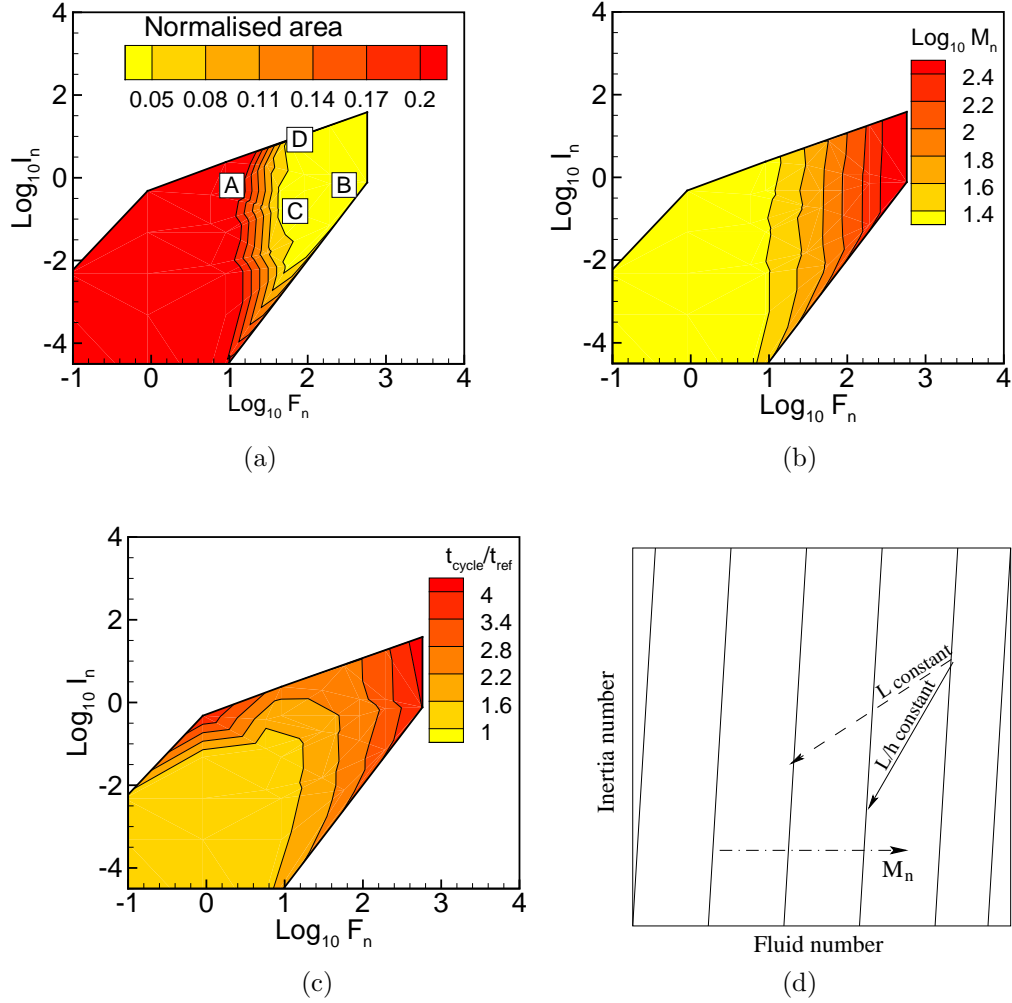 Normalised area
0.05 0.08 0.11 0.14 0.17 0.2
4
2
0
-2
-4
Log10 In
A
B
C
D
-1 0 1 2 3 4
Log10 Fn
(a)
Log10 Mn
2.4
2.2
2
1.8
1.6
1.4
4
2
0
-2
-4
Log10 In
-1 0 1 2 3 4
Log10 Fn
(b)
tcycle/tref
4
3.4
2.8
2.2
1.6
1
4
2
0
-2
-4
Log10 In
-1 0 1 2 3 4
Log10 Fn
(c)
Inertia number
L constant
L/h constant
Mn
Fluid number
(d)